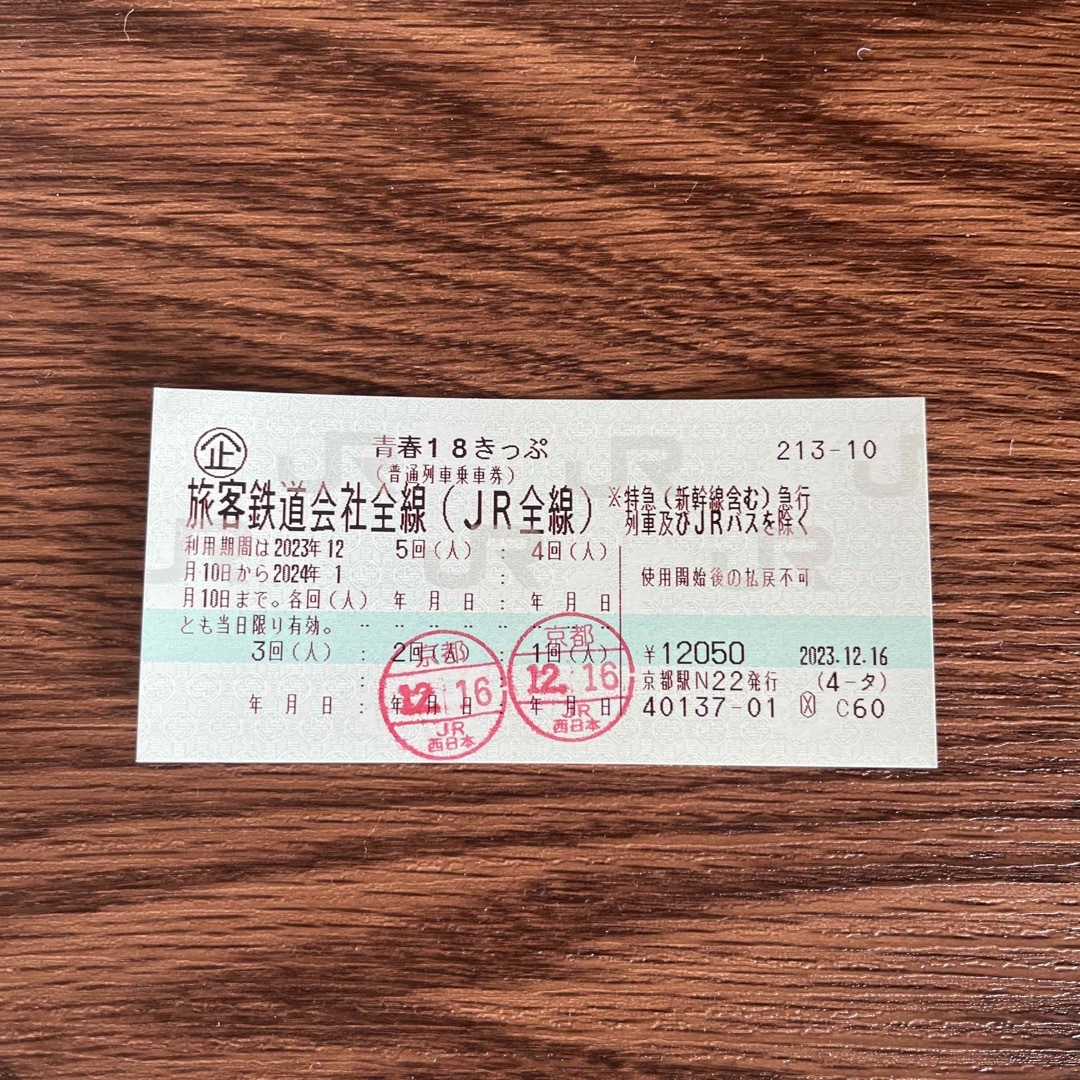 企 青春18きっぷ 213-10
(普通列車乗車券)
旅客鉄道会社全線(JR全線) ※特急(新幹線含む)急行
列車及びJRバスを除く
利用期間は2023年12 5回(人) : 4回(人)
月10日から2024年 1 : 使用開始後の払戻不可
月10日まで。各回(人) 年 月 日 : 年 月 日
とも当日限り有効。
3回(人) : 2回(人) : 1回(人) ¥12050 2023.12.16
: 京都駅N22発行 (4-タ)
年 月 日 : 年 月 日 : 年 月 日 40137-01 C60
京都
12. 16
JR
西日本
京都
12. 16
JR
西日本